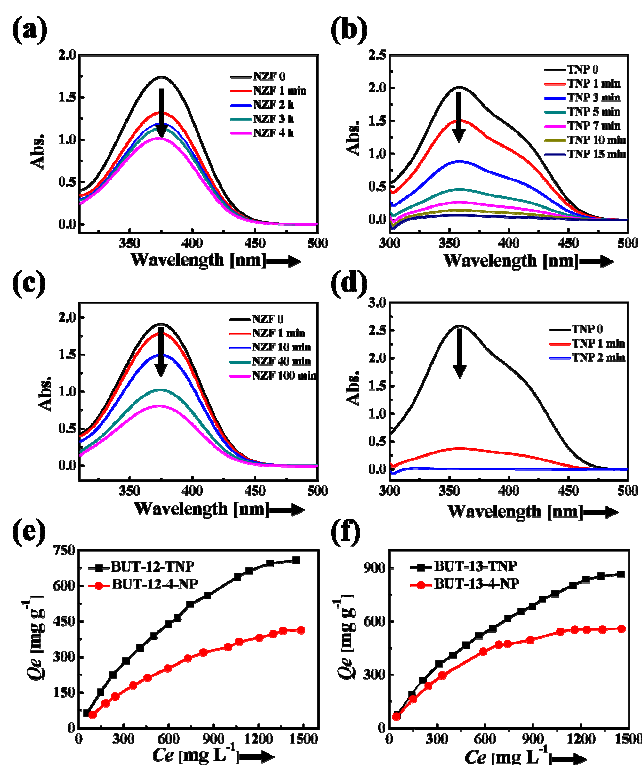 (a)
Abs.
2.0
1.5
1.0
0.5
0.0
350
400
450
500
Wavelength [nm]
NZF 0
NZF 1 min
NZF 2 h
NZF 3 h
NZF 4 h
(b)
Abs.
2.5
2.0
1.5
1.0
0.5
0.0
300
350
400
450
500
Wavelength [nm]
TNP 0
TNP 1 min
TNP 3 min
TNP 5 min
TNP 7 min
TNP 10 min
TNP 15 min
(c)
Abs.
2.0
1.5
1.0
0.5
0.0
350
400
450
500
Wavelength [nm]
NZF 0
NZF 1 min
NZF 10 min
NZF 40 min
NZF 100 min
(d)
Abs.
3.0
2.5
2.0
1.5
1.0
0.5
0.0
300
350
400
450
500
Wavelength [nm]
TNP 0
TNP 1 min
TNP 2 min
(e)
Qe [mg g⁻¹]
750
600
450
300
150
0
0
300
600
900
1200
1500
Ce [mg L⁻¹]
BUT-12-TNP
BUT-12-4-NP
(f)
Qe [mg g⁻¹]
900
600
300
0
0
300
600
900
1200
1500
Ce [mg L⁻¹]
BUT-13-TNP
BUT-13-4-NP